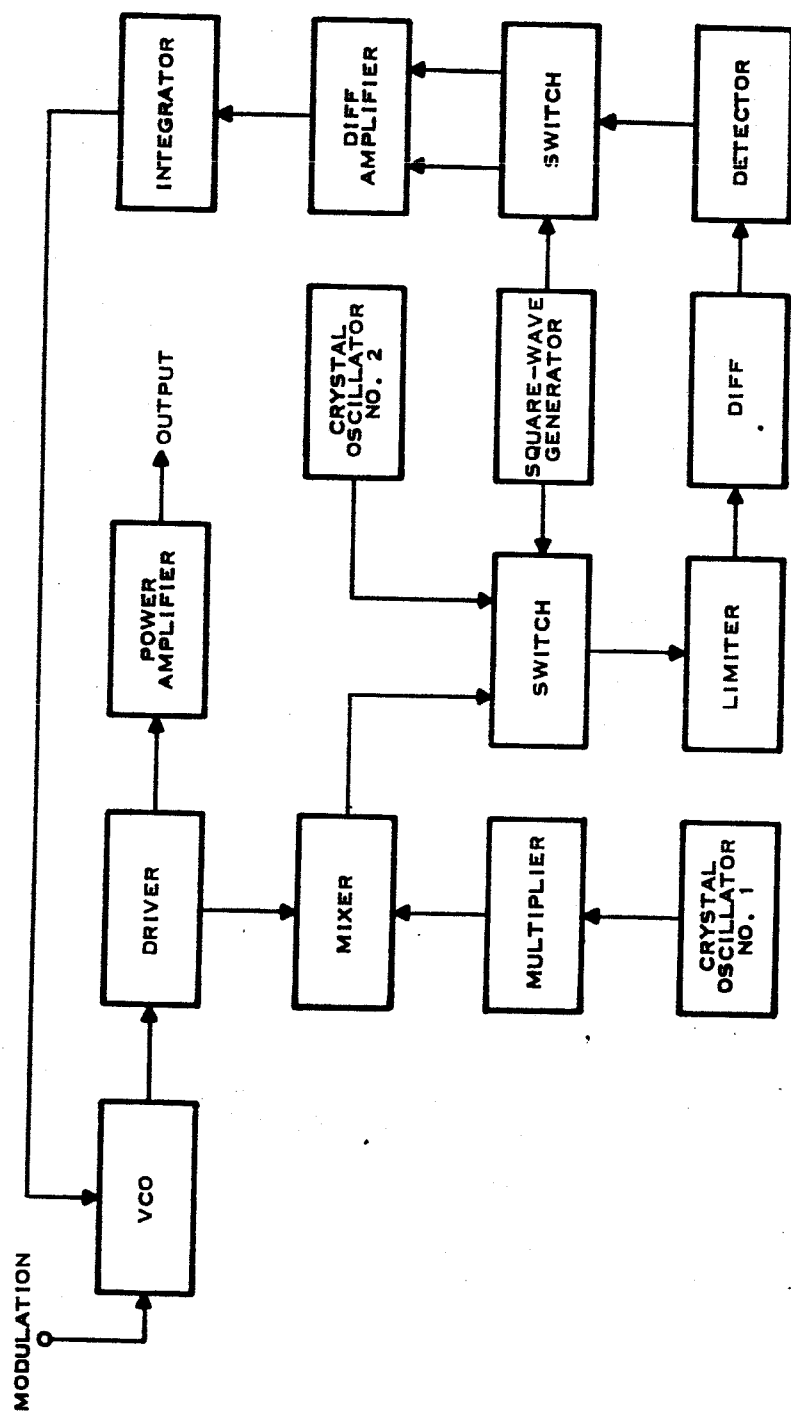 MODULATION
VCO
DRIVER
POWER
AMPLIFIER
OUTPUT
INTEGRATOR
MIXER
CRYSTAL
OSCILLATOR
NO. 2
DIFF
AMPLIFIER
MULTIPLIER
SWITCH
SQUARE-WAVE
GENERATOR
SWITCH
CRYSTAL
OSCILLATOR
NO. 1
LIMITER
DIFF
DETECTOR